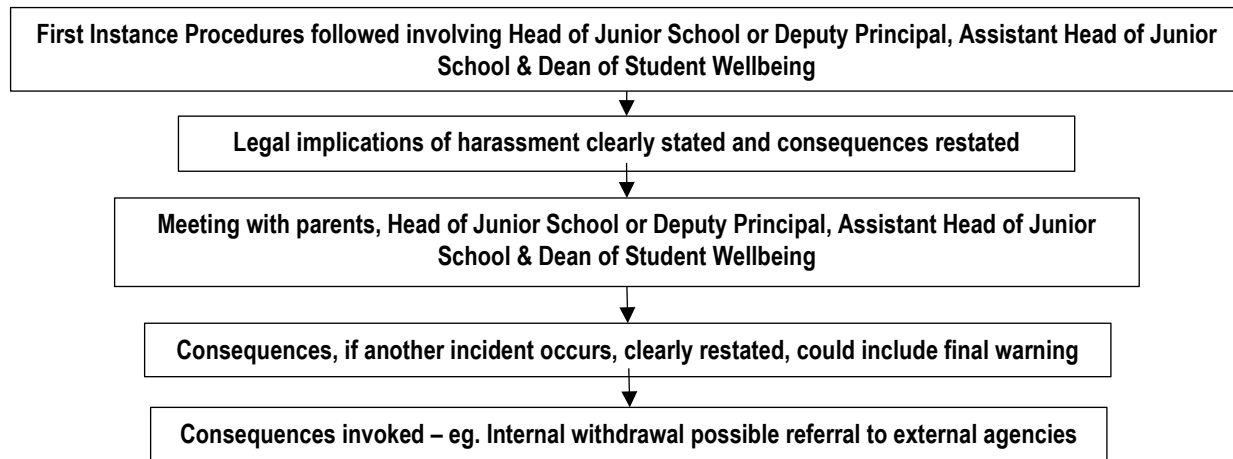 First Instance Procedures followed involving Head of Junior School or Deputy Principal, Assistant Head of Junior
School & Dean of Student Wellbeing
Legal implications of harassment clearly stated and consequences restated
Meeting with parents, Head of Junior School or Deputy Principal, Assistant Head of Junior
School & Dean of Student Wellbeing
Consequences, if another incident occurs, clearly restated, could include final warning
Consequences invoked – eg. Internal withdrawal possible referral to external agencies